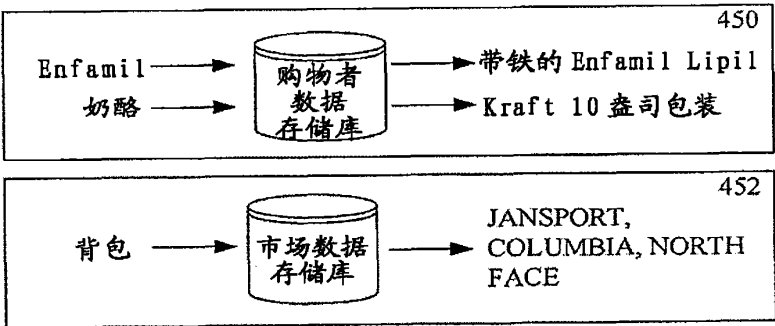 450
Enfamil
购物者
数据
存储库
带铁的 Enfamil Lipil
奶酪
Kraft 10 盎司包装
452
背包
市场数据
存储库
JANSPORT,
COLUMBIA, NORTH
FACE